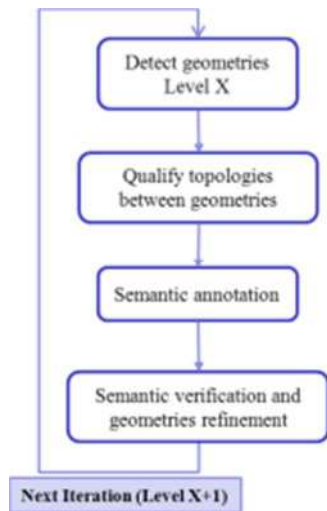 Detect geometries
Level X
Qualify topologies
between geometries
Semantic annotation
Semantic verification and
geometries refinement
Next Iteration (Level X+1)